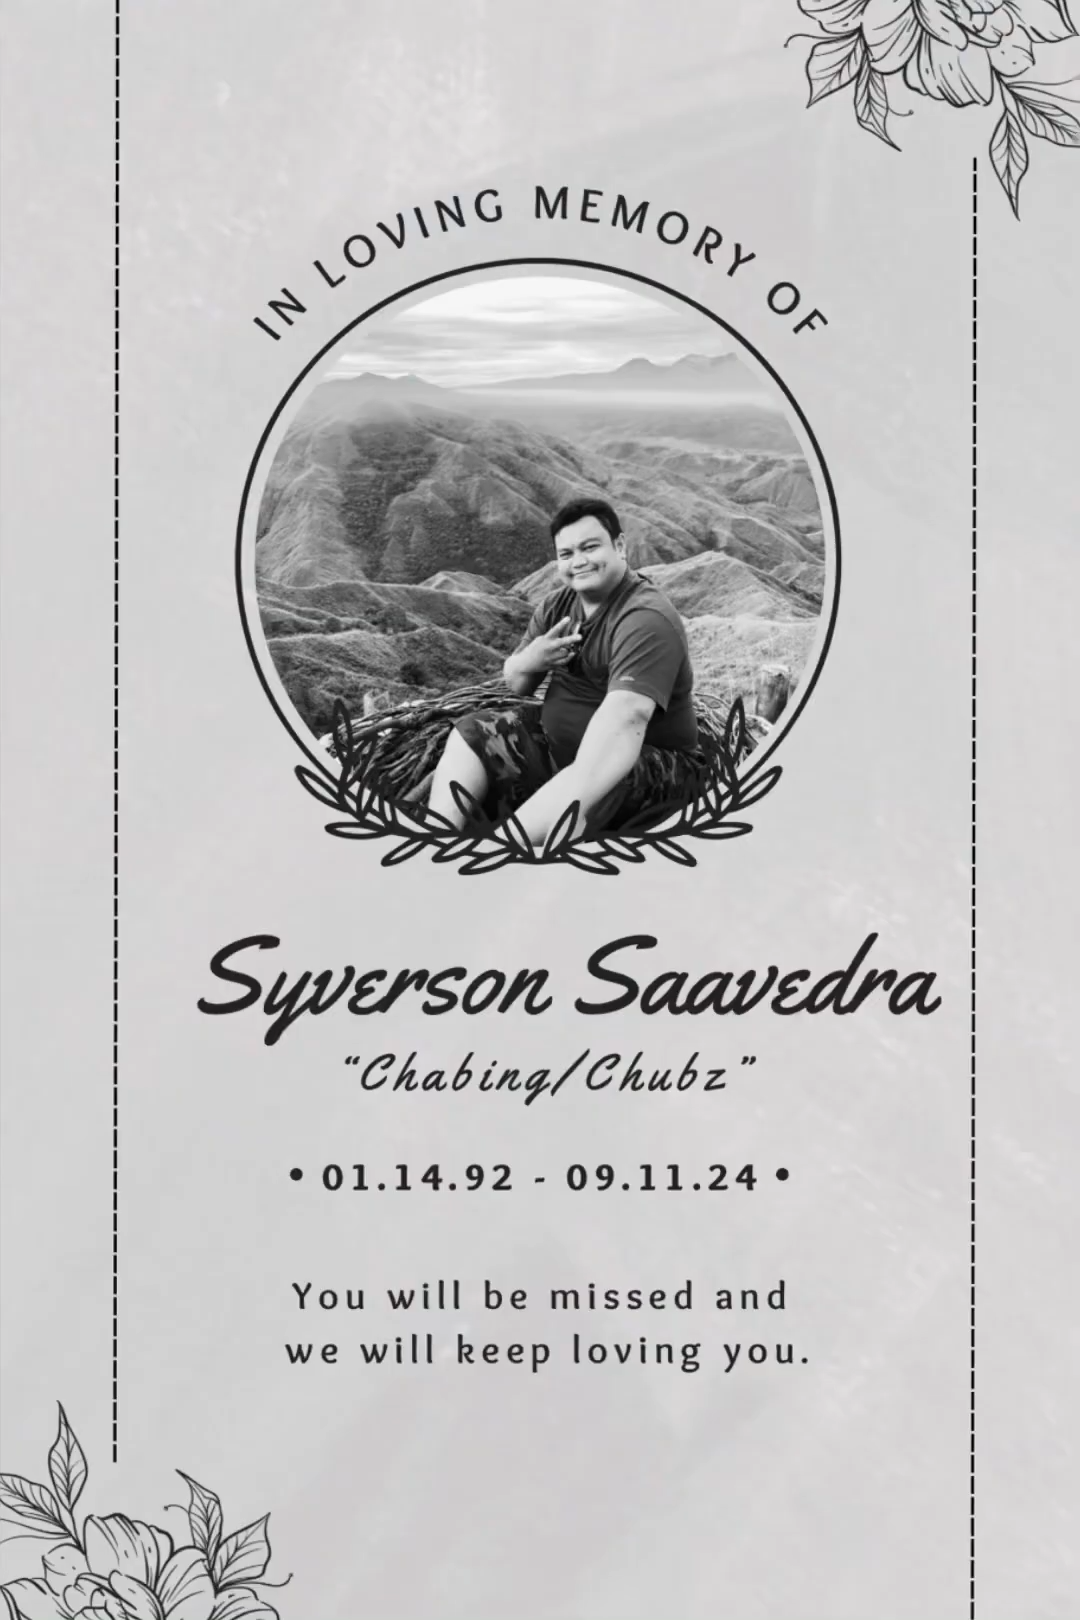 IN LOVING MEMORY OF
Syverson Saavedra
“Chabing/Chubz”
• 01.14.92 - 09.11.24 •
You will be missed and
we will keep loving you.